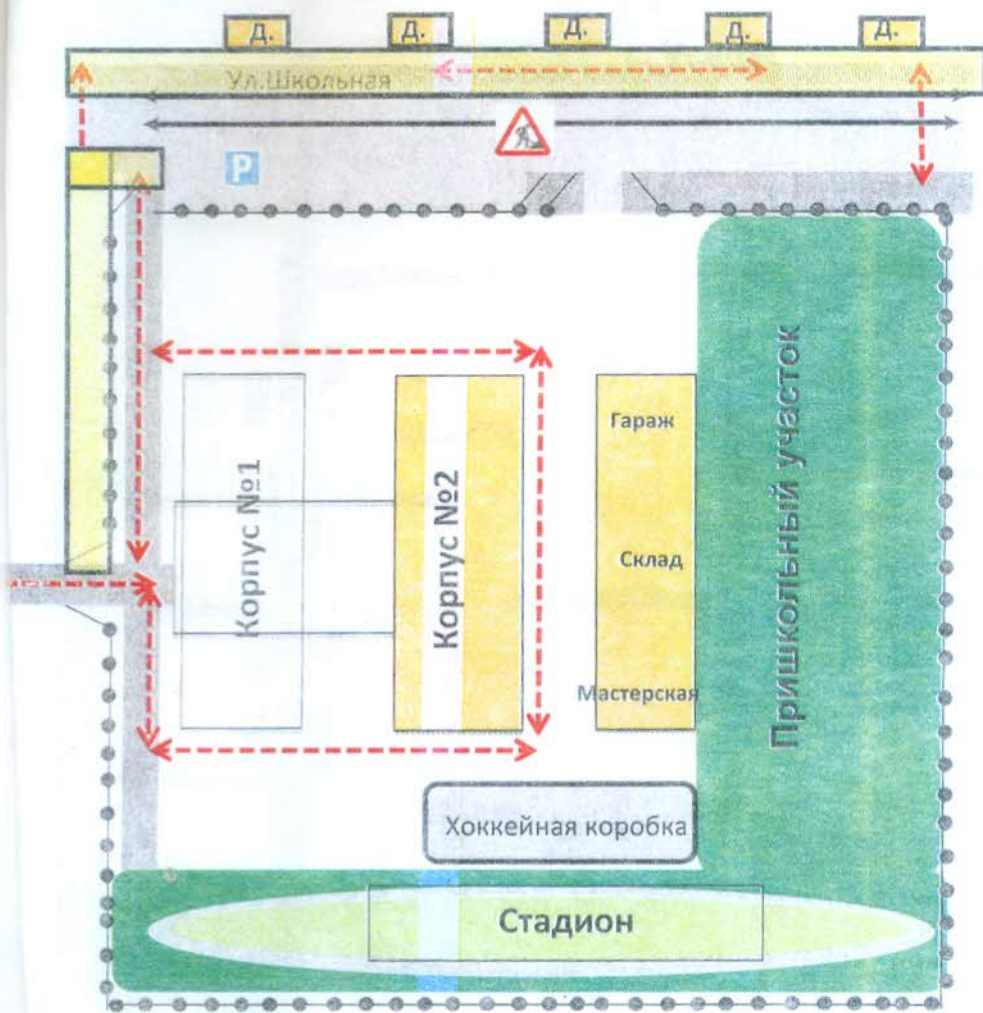 Д. Д. Д. Д. Д.
Ул.Школьная
P
Гараж
Корпус №1
Корпус №2
Склад
Пришкольный участок
Мастерская
Хоккейная коробка
Стадион